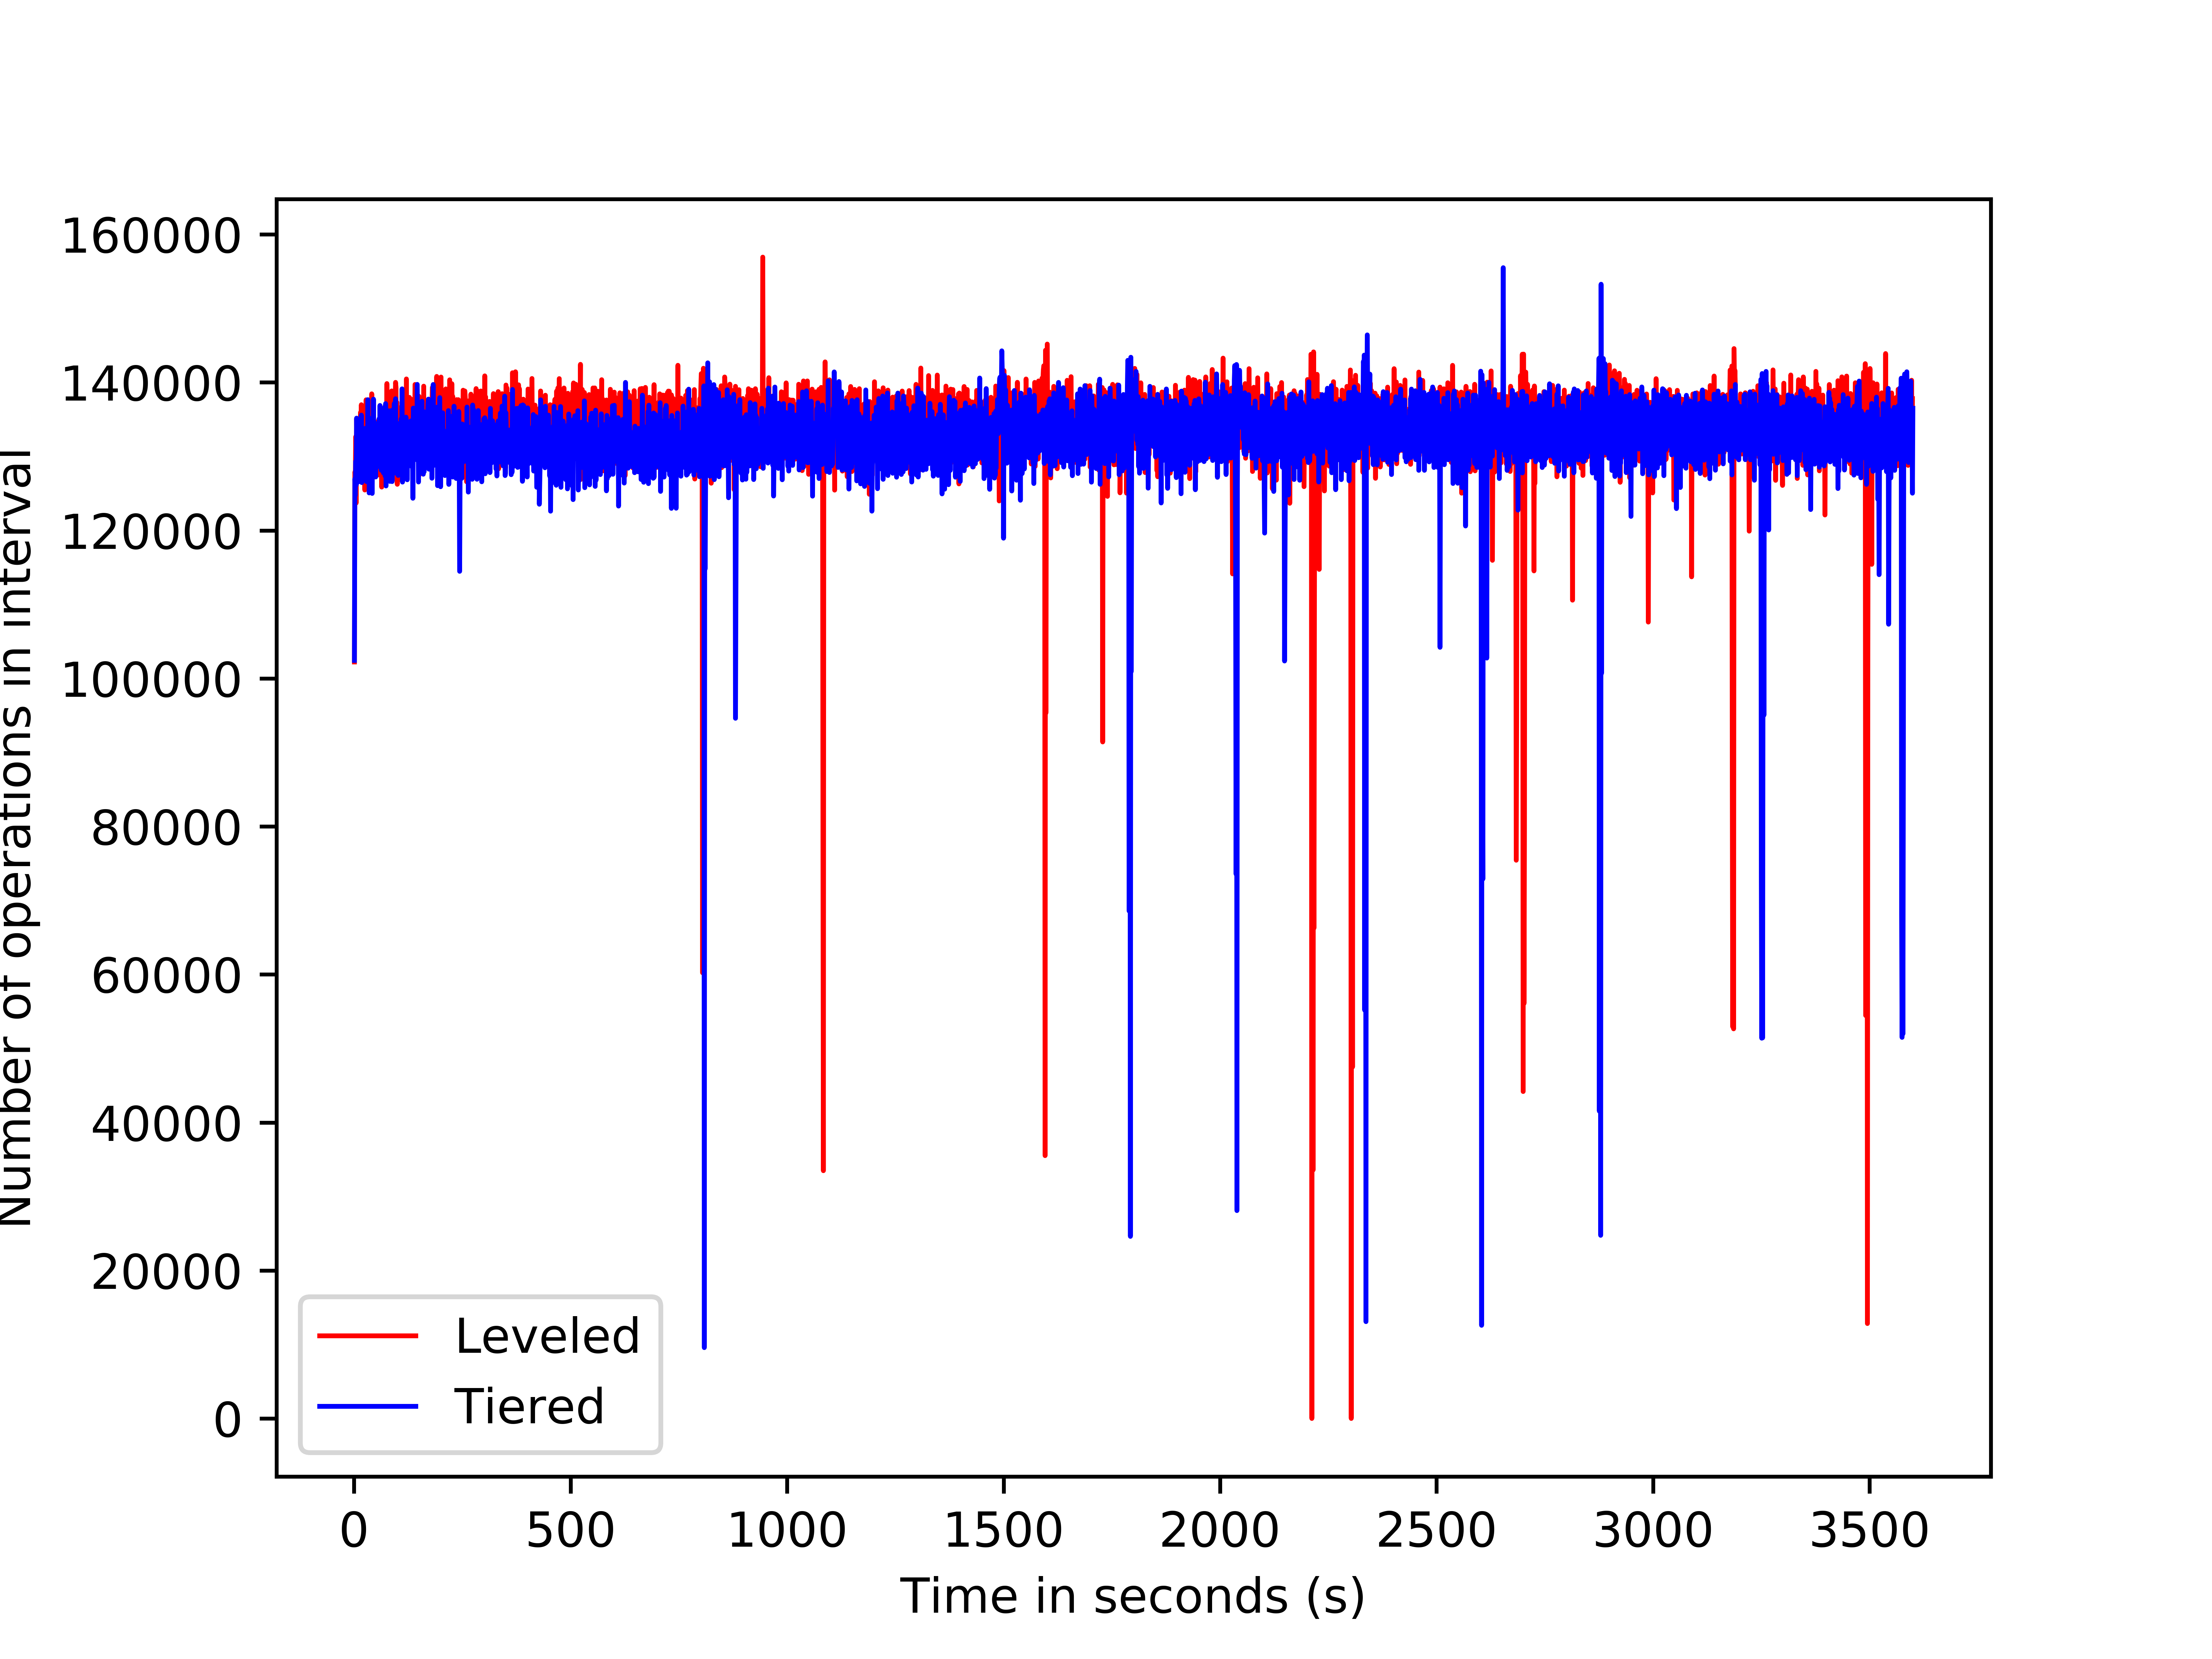 160000
140000
120000
100000
80000
60000
40000
20000
0
Number of operations in interval
Leveled
Tiered
0 500 1000 1500 2000 2500 3000 3500
Time in seconds (s)